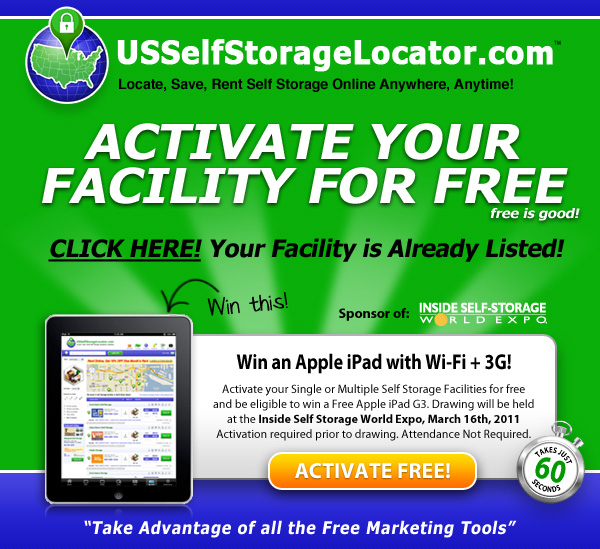 USSelfStorageLocator.com™
Locate, Save, Rent Self Storage Online Anywhere, Anytime!
ACTIVATE YOUR
FACILITY FOR FREE
free is good!
CLICK HERE! Your Facility is Already Listed!
Win this!
Sponsor of:
INSIDE SELF-STORAGE
WORLD EXPO
Win an Apple iPad with Wi-Fi + 3G!
Activate your Single or Multiple Self Storage Facilities for free
and be eligible to win a Free Apple iPad G3. Drawing will be held
at the Inside Self Storage World Expo, March 16th, 2011
Activation required prior to drawing. Attendance Not Required.
ACTIVATE FREE!
TAKES JUST
60
SECONDS
“Take Advantage of all the Free Marketing Tools”